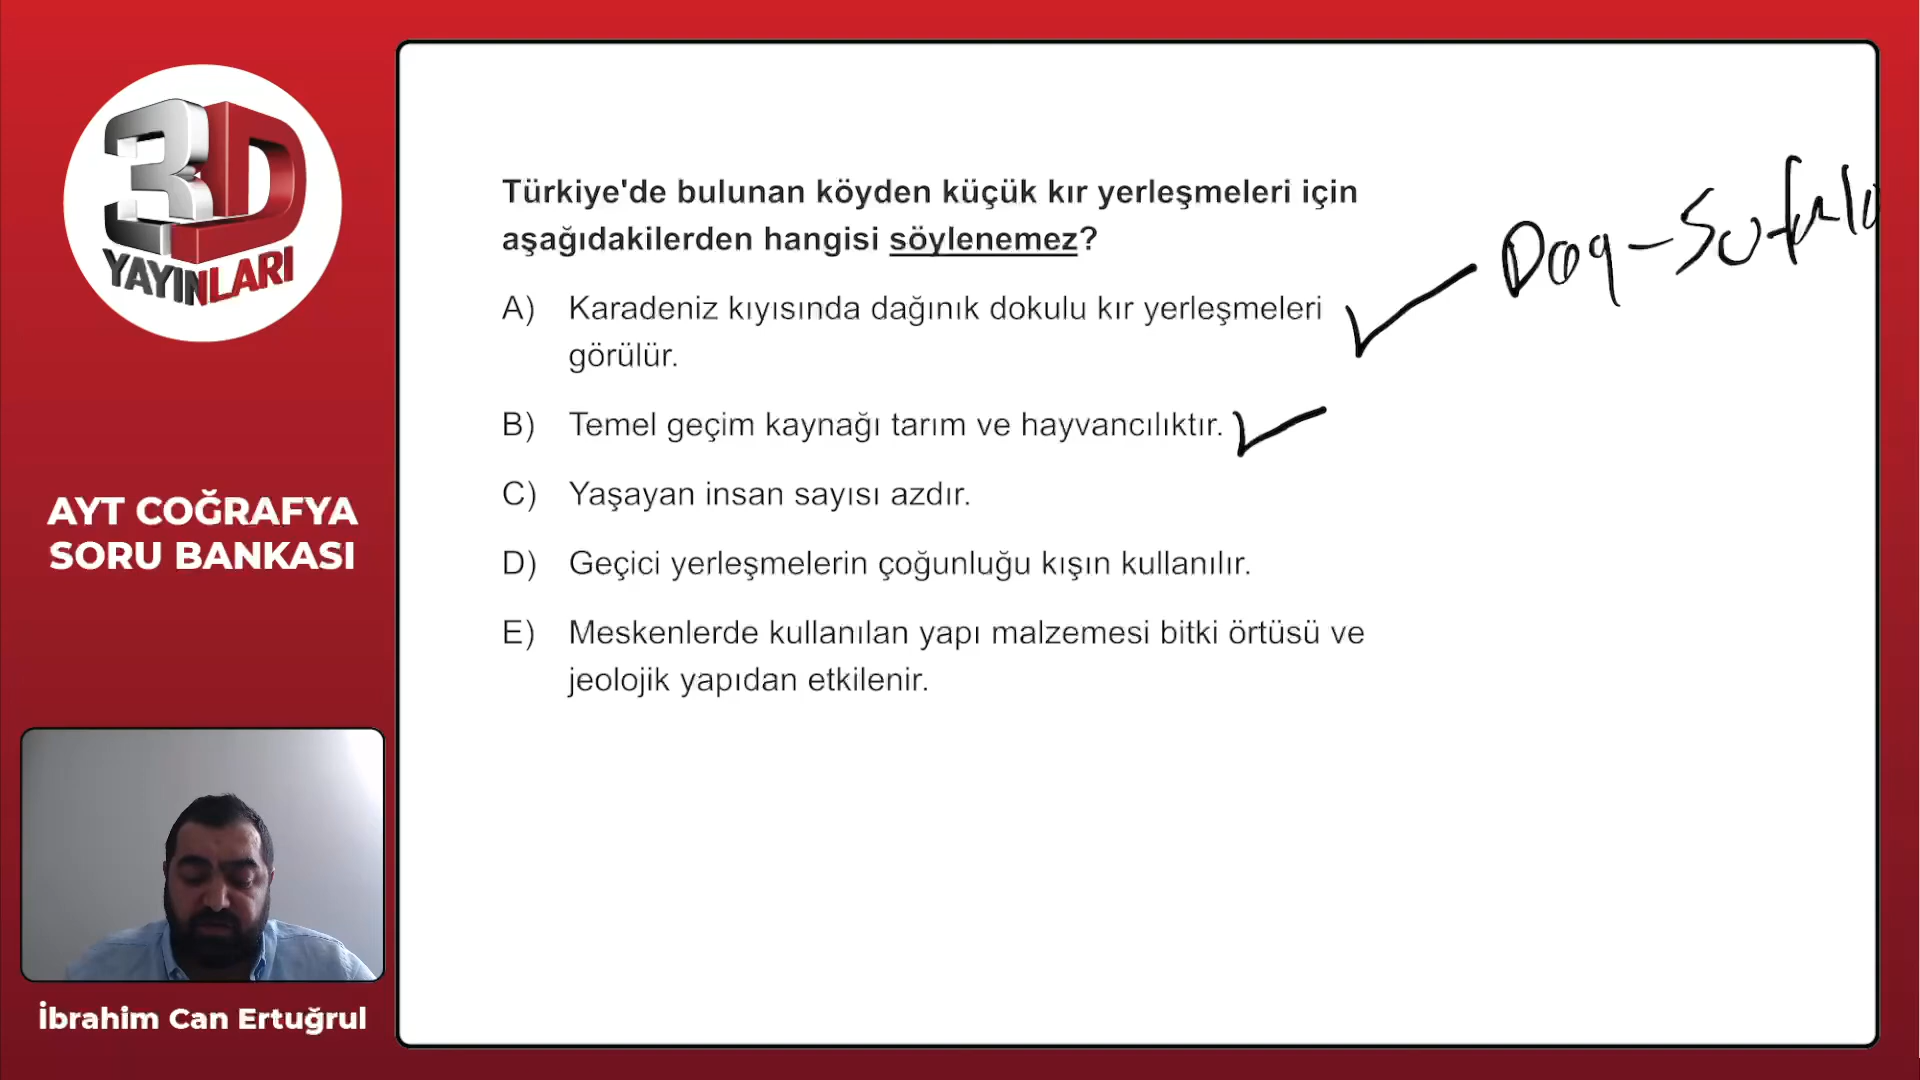 3D
YAYINLARI
AYT COĞRAFYA
SORU BANKASI
İbrahim Can Ertuğrul
Türkiye'de bulunan köyden küçük kır yerleşmeleri için
aşağıdakilerden hangisi söylenemez?
A) Karadeniz kıyısında dağınık dokulu kır yerleşmeleri
görülür.
B) Temel geçim kaynağı tarım ve hayvancılıktır.
C) Yaşayan insan sayısı azdır.
D) Geçici yerleşmelerin çoğunluğu kışın kullanılır.
E) Meskenlerde kullanılan yapı malzemesi bitki örtüsü ve
jeolojik yapıdan etkilenir.